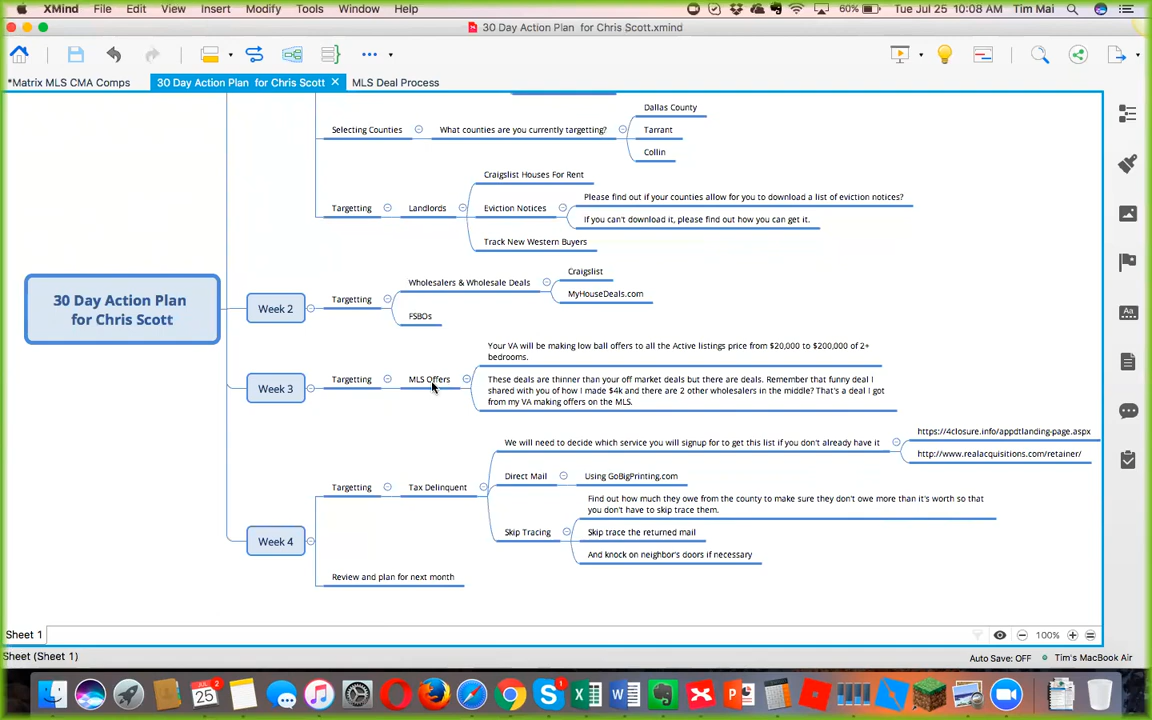 XMind File Edit View Insert Modify Tools Window Help 60% Tue Jul 25 10:08 AM Tim Mai
30 Day Action Plan for Chris Scott.xmind
*Matrix MLS CMA Comps 30 Day Action Plan for Chris Scott MLS Deal Process
Dallas County
Selecting Counties What counties are you currently targetting? Tarrant
Collin
Craigslist Houses For Rent
Please find out if your counties allow for you to download a list of eviction notices?
Targetting Landlords Eviction Notices
If you can't download it, please find out how you can get it.
Track New Western Buyers
30 Day Action Plan
for Chris Scott
Craigslist
Wholesalers & Wholesale Deals
MyHouseDeals.com
Week 2 Targetting
FSBOs
Your VA will be making low ball offers to all the Active listings price from $20,000 to $200,000 of 2+
bedrooms.
Week 3 Targetting MLS Offers
These deals are thinner than your off market deals but there are deals. Remember that funny deal I
shared with you of how I made $4k and there are 2 other wholesalers in the middle? That's a deal I got
from my VA making offers on the MLS.
https://4closure.info/appdtlanding-page.aspx
We will need to decide which service you will signup for to get this list if you don't already have it
http://www.realacquisitions.com/retainer/
Targetting Tax Delinquent Direct Mail Using GoBigPrinting.com
Find out how much they owe from the county to make sure they don't owe more than it's worth so that
you don't have to skip trace them.
Week 4 Skip Tracing Skip trace the returned mail
And knock on neighbor's doors if necessary
Review and plan for next month
Sheet 1 100%
Sheet (Sheet 1) Auto Save: OFF Tim's MacBook Air
JUL
25
2
1